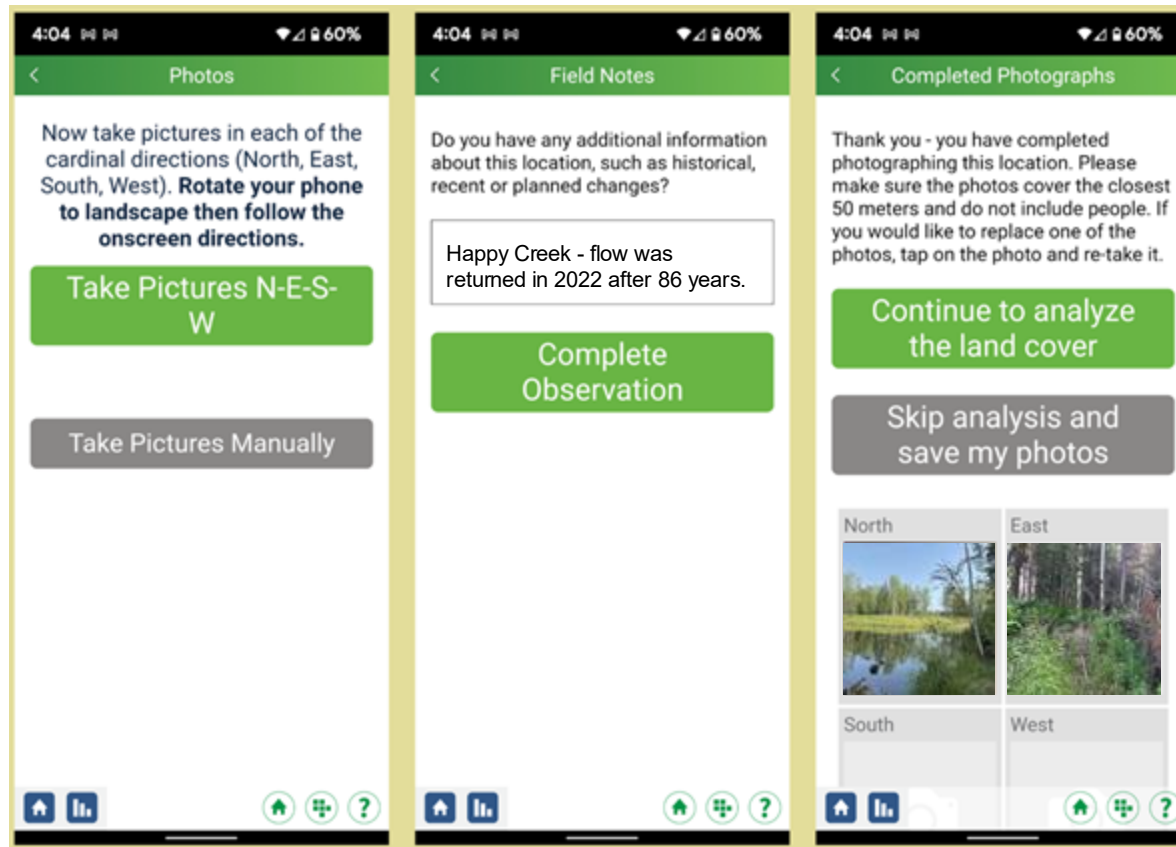 4:04
60%
Photos
Now take pictures in each of the
cardinal directions (North, East,
South, West). Rotate your phone
to landscape then follow the
onscreen directions.
Take Pictures N-E-S-
W
Take Pictures Manually
4:04
60%
Field Notes
Do you have any additional information
about this location, such as historical,
recent or planned changes?
Happy Creek - flow was
returned in 2022 after 86 years.
Complete
Observation
4:04
60%
Completed Photographs
Thank you - you have completed
photographing this location. Please
make sure the photos cover the closest
50 meters and do not include people. If
you would like to replace one of the
photos, tap on the photo and re-take it.
Continue to analyze
the land cover
Skip analysis and
save my photos
North
East
South
West
?
?
?